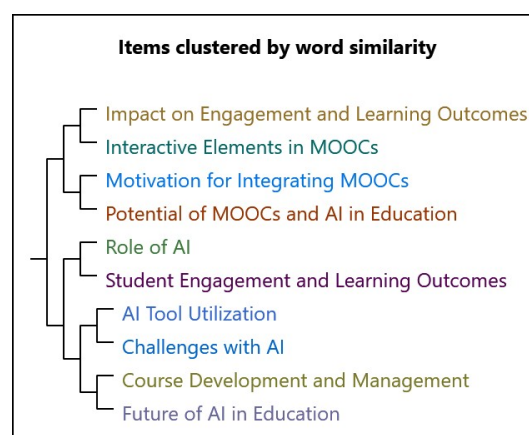 Items clustered by word similarity
Impact on Engagement and Learning Outcomes
Interactive Elements in MOOCs
Motivation for Integrating MOOCs
Potential of MOOCs and AI in Education
Role of AI
Student Engagement and Learning Outcomes
AI Tool Utilization
Challenges with AI
Course Development and Management
Future of AI in Education